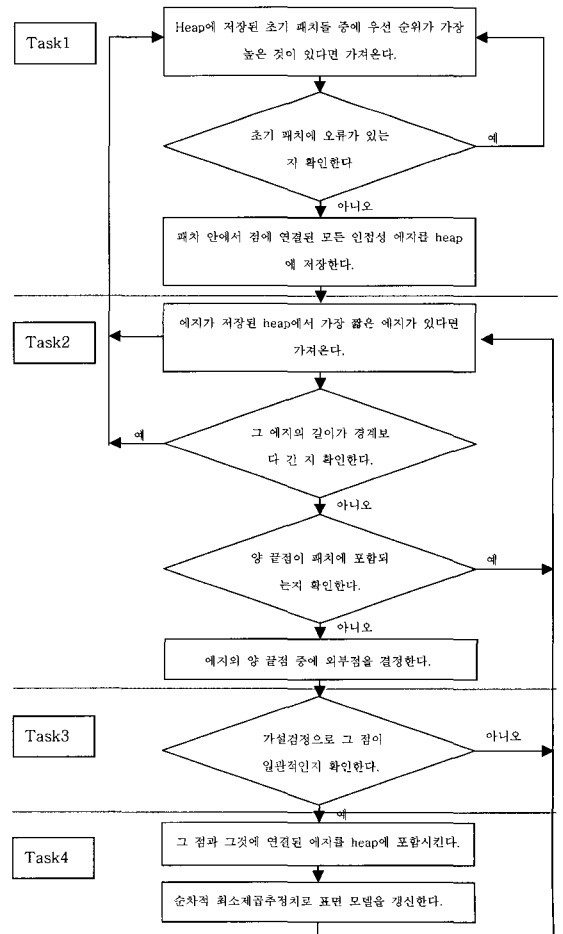 Task1
Heap에 저장된 초기 패치들 중에 우선 순위가 가장
높은 것이 있다면 가져온다.
초기 패치에 오류가 있는
지 확인한다
예
아니오
패치 안에서 점에 연결된 모든 인접성 에지를 heap
에 저장한다.
Task2
에지가 저장된 heap에서 가장 짧은 에지가 있다면
가져온다.
그 에지의 길이가 경계보
다 긴 지 확인한다.
예
아니오
양 끝점이 패치에 포함되
는지 확인한다.
예
아니오
에지의 양 끝점 중에 외부점을 결정한다.
Task3
가설검정으로 그 점이
일관적인지 확인한다.
아니오
예
Task4
그 점과 그것에 연결된 에지를 heap에 포함시킨다.
순차적 최소제곱추정치로 표면 모델을 갱신한다.